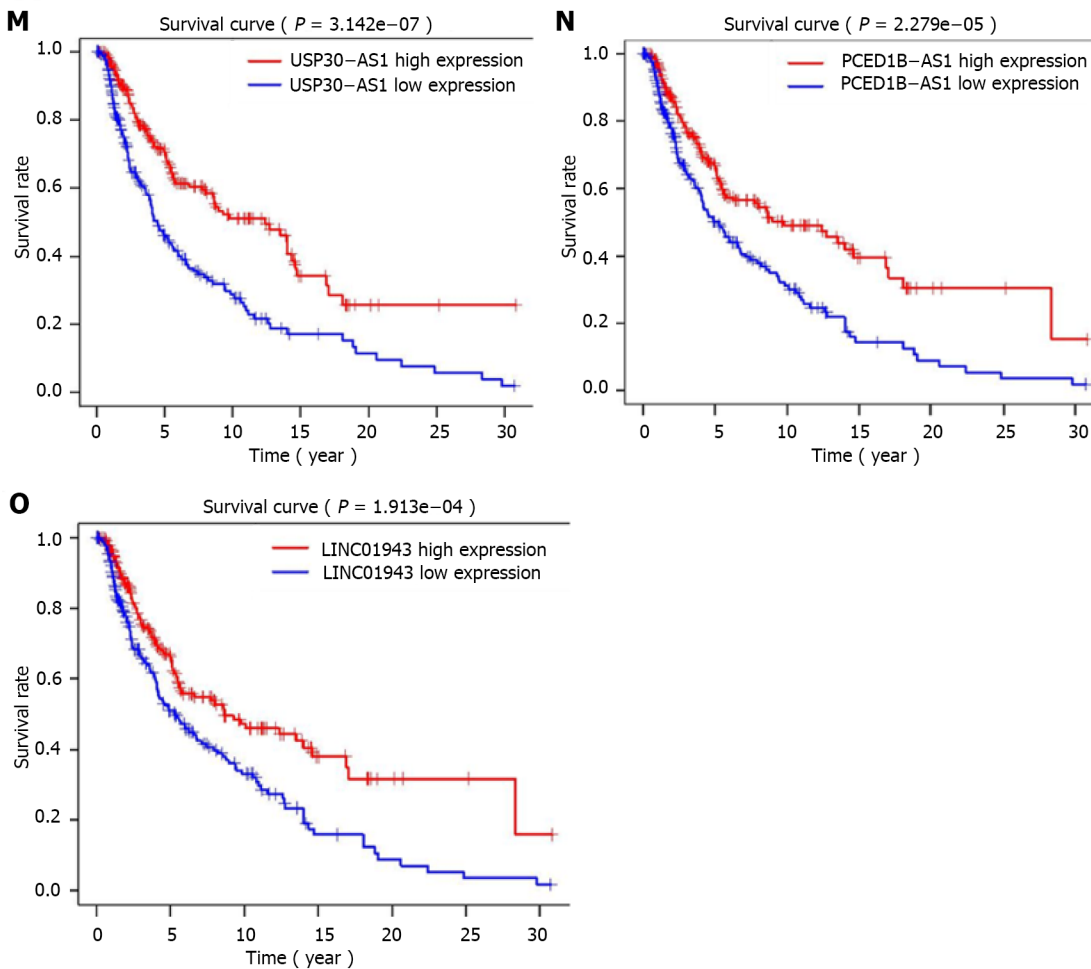 M
Survival curve ( P = 3.142e−07 )
USP30−AS1 high expression
USP30−AS1 low expression
Survival rate
1.0
0.8
0.6
0.4
0.2
0.0
0 5 10 15 20 25 30
Time ( year )
N
Survival curve ( P = 2.279e−05 )
PCED1B−AS1 high expression
PCED1B−AS1 low expression
Survival rate
1.0
0.8
0.6
0.4
0.2
0.0
0 5 10 15 20 25 30
Time ( year )
O
Survival curve ( P = 1.913e−04 )
LINC01943 high expression
LINC01943 low expression
Survival rate
1.0
0.8
0.6
0.4
0.2
0.0
0 5 10 15 20 25 30
Time ( year )